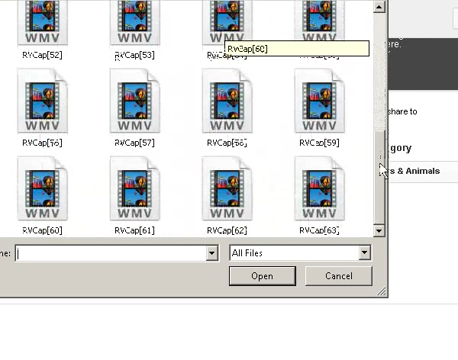 WMV WMV WMV WMV
RVCap[52] RVCap[53]
RVCap[60]
ere.
WMV WMV WMV WMV
RVCap[56] RVCap[57] RVCap[58] RVCap[59]
share to
gory
s & Animals
WMV WMV WMV WMV
RVCap[60] RVCap[61] RVCap[62] RVCap[63]
me: All Files
Open Cancel